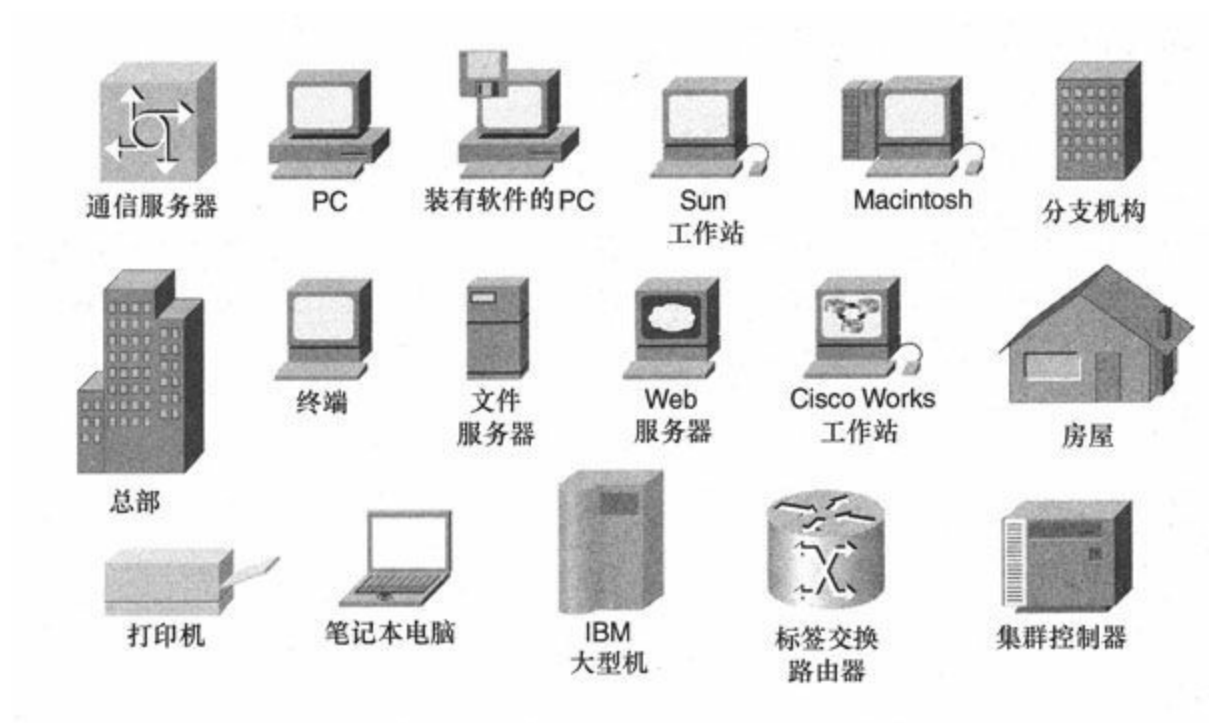 通信服务器
PC
装有软件的PC
Sun
工作站
Macintosh
分支机构
总部
终端
文件
服务器
Web
服务器
Cisco Works
工作站
房屋
打印机
笔记本电脑
IBM
大型机
标签交换
路由器
集群控制器